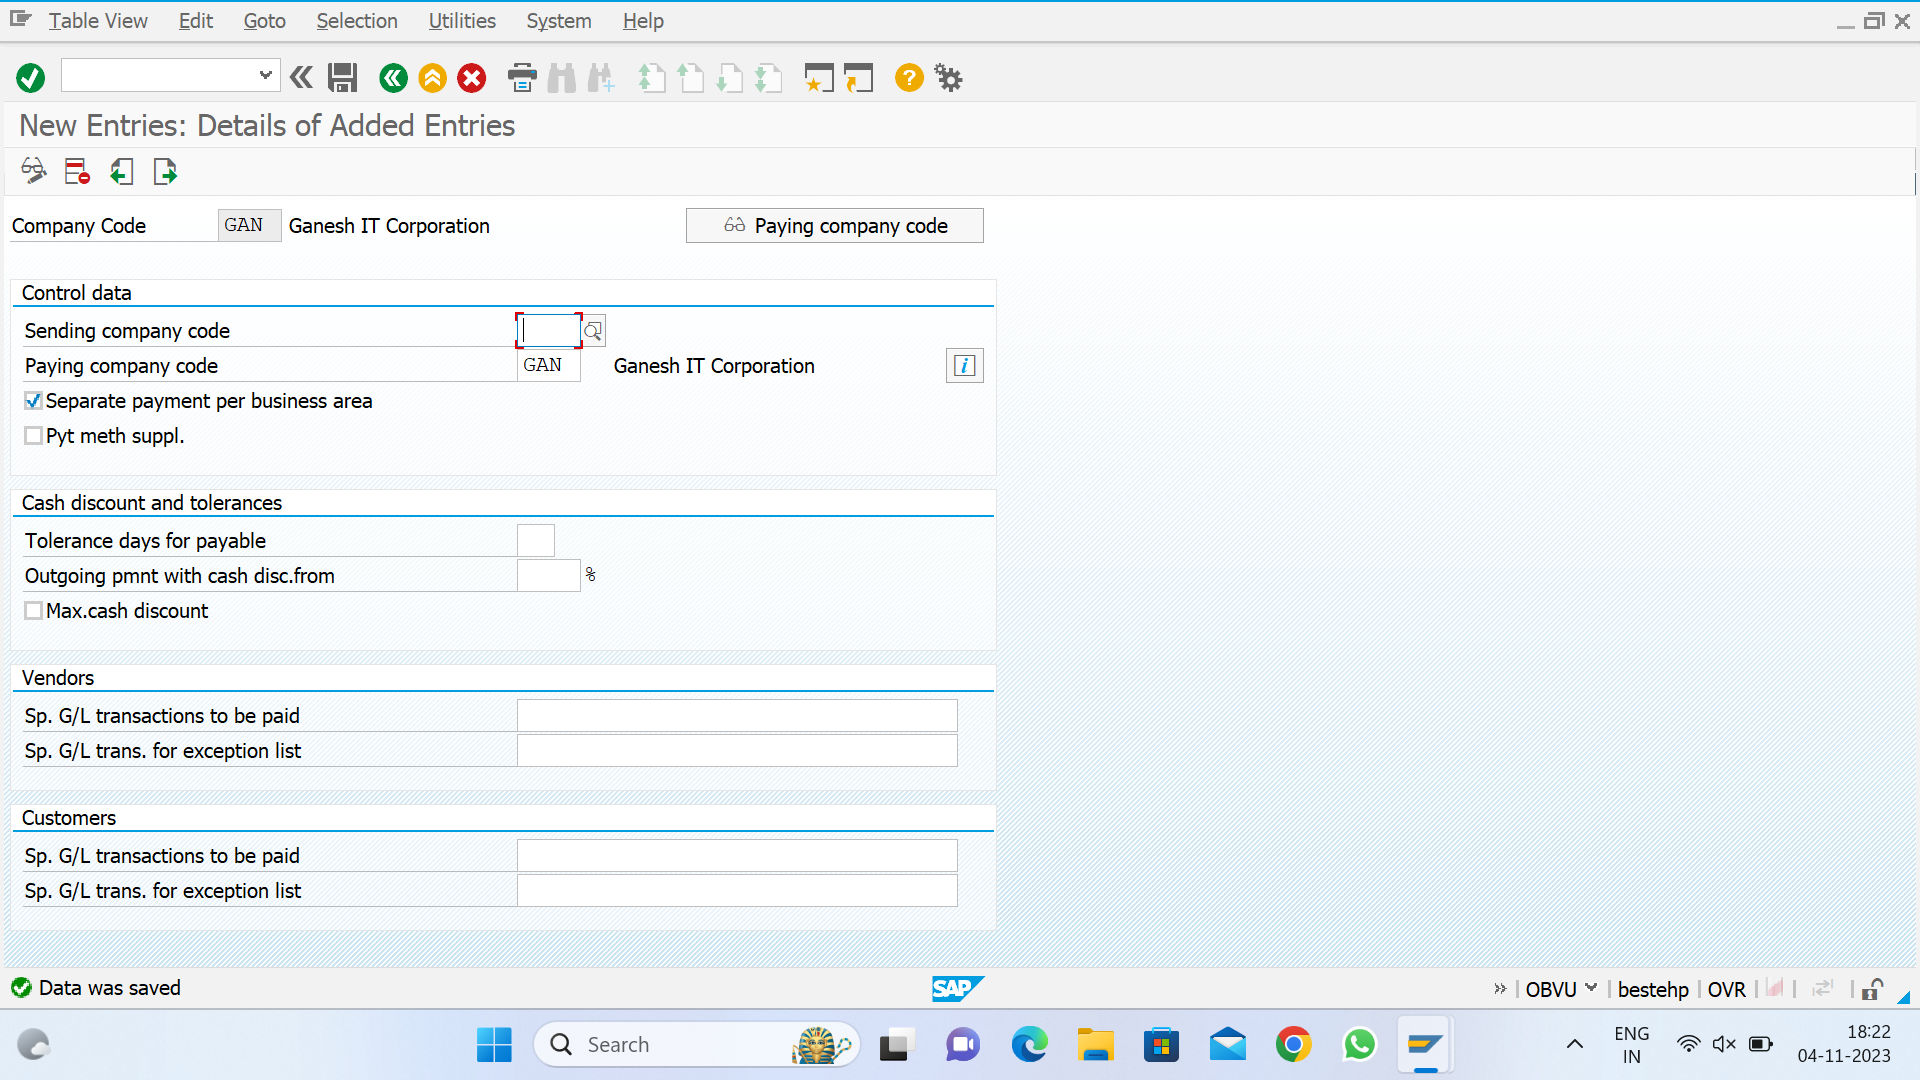 Table View Edit Goto Selection Utilities System Help
New Entries: Details of Added Entries
Company Code GAN Ganesh IT Corporation Paying company code
Control data
Sending company code
Paying company code GAN Ganesh IT Corporation
Separate payment per business area
Pyt meth suppl.
Cash discount and tolerances
Tolerance days for payable
Outgoing pmnt with cash disc.from %
Max.cash discount
Vendors
Sp. G/L transactions to be paid
Sp. G/L trans. for exception list
Customers
Sp. G/L transactions to be paid
Sp. G/L trans. for exception list
Data was saved SAP OBVU bestehp OVR
Search ENG IN 18:22
04-11-2023